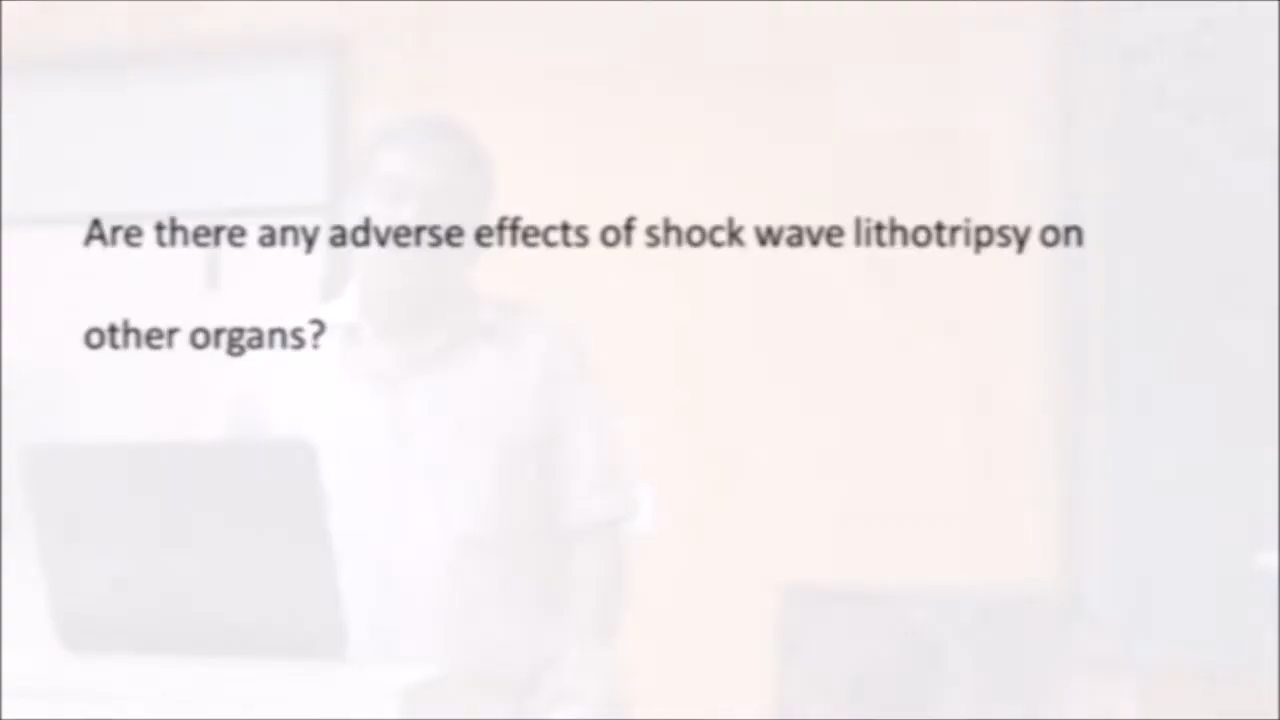 Are there any adverse effects of shock wave lithotripsy on
other organs?